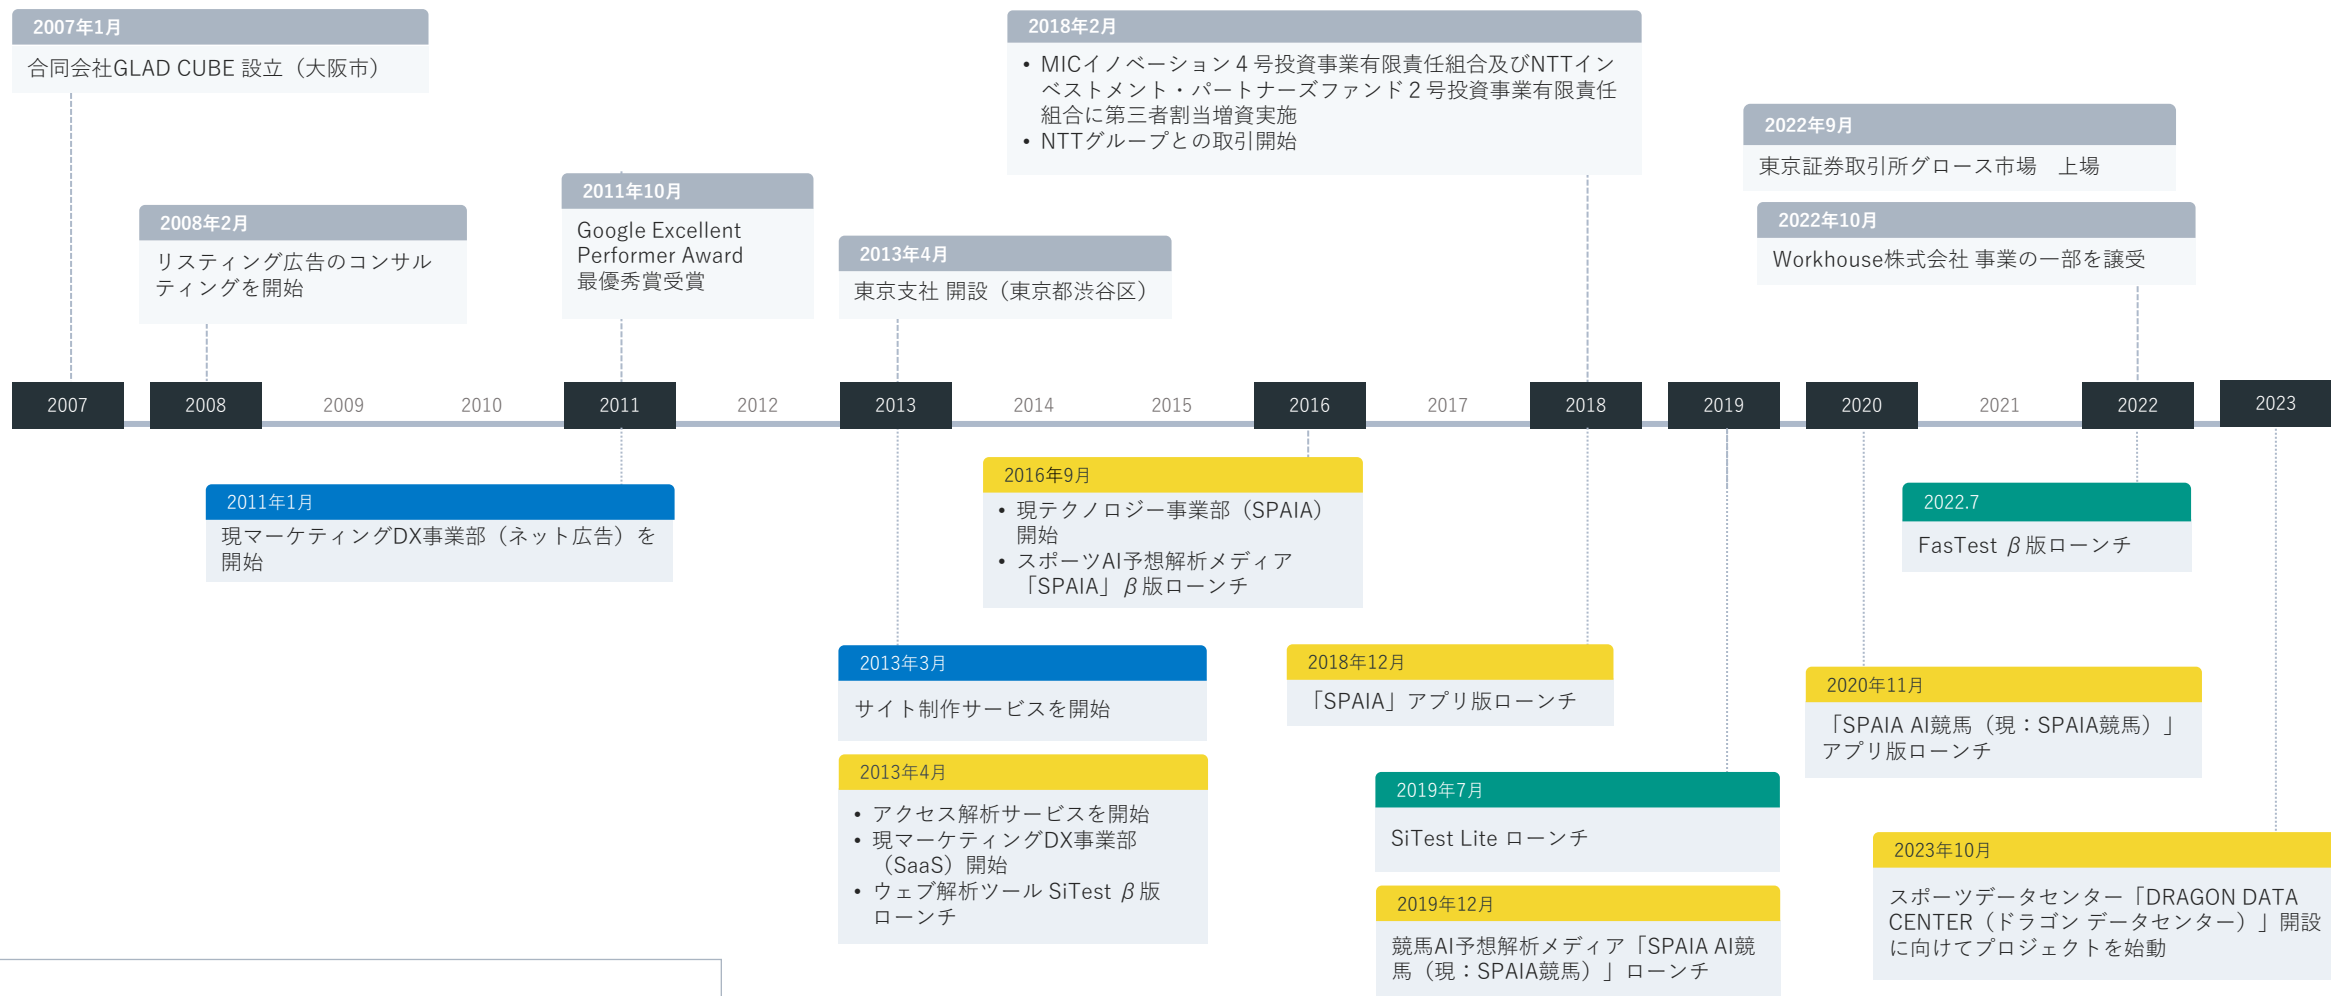 2007年1月
合同会社GLAD CUBE 設立（大阪市）
2008年2月
リスティング広告のコンサル
ティングを開始
2011年10月
Google Excellent
Performer Award
最優秀賞受賞
2013年4月
東京支社 開設（東京都渋谷区）
2018年2月
• MICイノベーション４号投資事業有限責任組合及びNTTイン
ベストメント・パートナーズファンド２号投資事業有限責任
組合に第三者割当増資実施
• NTTグループとの取引開始
2022年9月
東京証券取引所グロース市場　上場
2022年10月
Workhouse株式会社 事業の一部を譲受
2007 2008 2009 2010 2011 2012 2013 2014 2015 2016 2017 2018 2019 2020 2021 2022 2023
2011年1月
現マーケティングDX事業部（ネット広告）を
開始
2016年9月
• 現テクノロジー事業部（SPAIA）
開始
• スポーツAI予想解析メディア
「SPAIA」β版ローンチ
2022.7
FasTest β版ローンチ
2013年3月
サイト制作サービスを開始
2018年12月
「SPAIA」アプリ版ローンチ
2020年11月
「SPAIA AI競馬（現：SPAIA競馬）」
アプリ版ローンチ
2013年4月
• アクセス解析サービスを開始
• 現マーケティングDX事業部
（SaaS）開始
• ウェブ解析ツール SiTest β版
ローンチ
2019年7月
SiTest Lite ローンチ
2019年12月
競馬AI予想解析メディア「SPAIA AI競
馬（現：SPAIA競馬）」ローンチ
2023年10月
スポーツデータセンター「DRAGON DATA
CENTER（ドラゴン データセンター）」開設
に向けてプロジェクトを始動